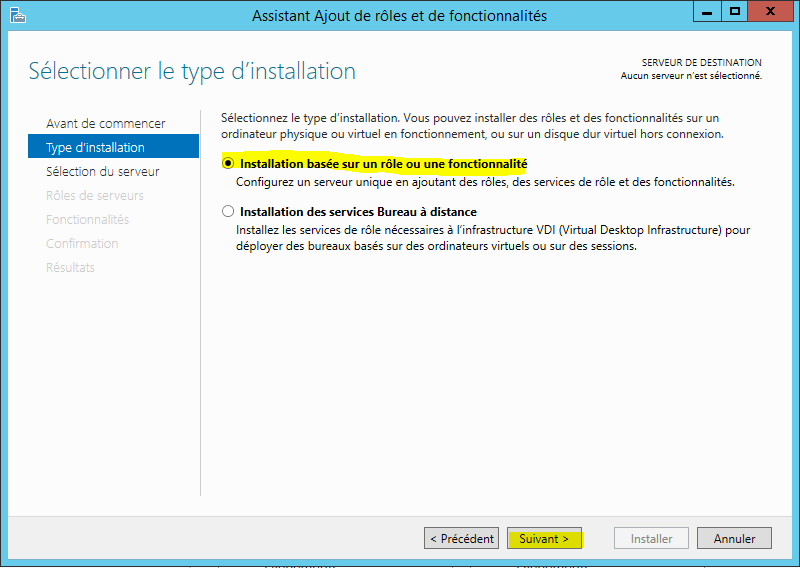 Assistant Ajout de rôles et de fonctionnalités
Sélectionner le type d'installation
SERVEUR DE DESTINATION
Aucun serveur n'est sélectionné.
Avant de commencer
Type d'installation
Sélection du serveur
Rôles de serveurs
Fonctionnalités
Confirmation
Résultats
Sélectionnez le type d'installation. Vous pouvez installer des rôles et des fonctionnalités sur un
ordinateur physique ou virtuel en fonctionnement, ou sur un disque dur virtuel hors connexion.
Installation basée sur un rôle ou une fonctionnalité
Configurez un serveur unique en ajoutant des rôles, des services de rôle et des fonctionnalités.
Installation des services Bureau à distance
Installez les services de rôle nécessaires à l'infrastructure VDI (Virtual Desktop Infrastructure) pour
déployer des bureaux basés sur des ordinateurs virtuels ou sur des sessions.
< Précédent
Suivant >
Installer
Annuler